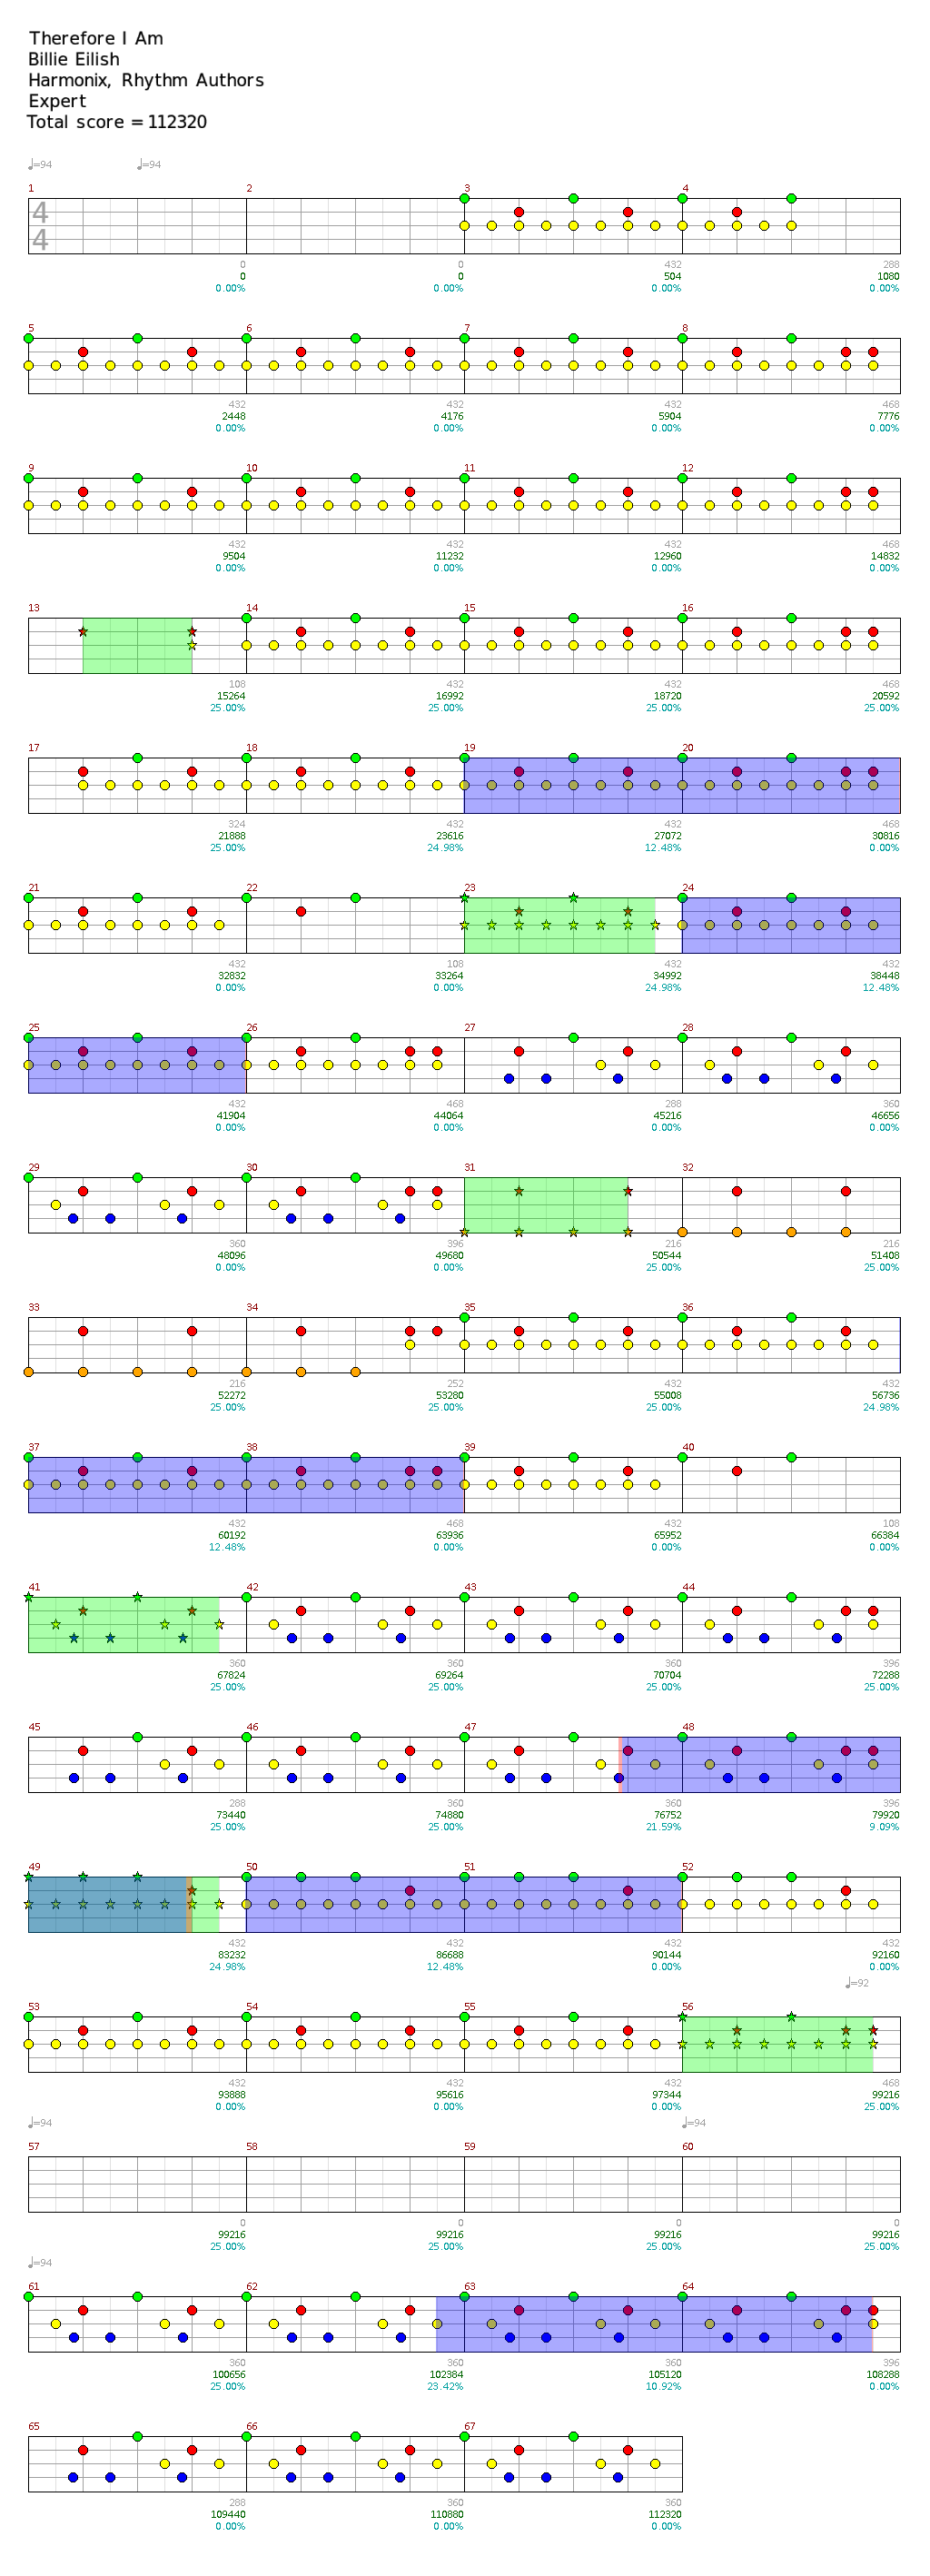 Therefore I Am
Billie Eilish
Harmonix, Rhythm Authors
Expert
Total score = 112320
♩=94 ♩=94
1 2 3 4
4
4
0 0 432 288
0 0 504 1080
0.00% 0.00% 0.00% 0.00%
5 6 7 8
432 432 432 468
2448 4176 5904 7776
0.00% 0.00% 0.00% 0.00%
9 10 11 12
432 432 432 468
9504 11232 12960 14832
0.00% 0.00% 0.00% 0.00%
13 14 15 16
108 432 432 468
15264 16992 18720 20592
25.00% 25.00% 25.00% 25.00%
17 18 19 20
324 432 432 468
21888 23616 27072 30816
25.00% 24.98% 12.48% 0.00%
21 22 23 24
432 108 432 432
32832 33264 34992 38448
0.00% 0.00% 24.98% 12.48%
25 26 27 28
432 468 288 360
41904 44064 45216 46656
0.00% 0.00% 0.00% 0.00%
29 30 31 32
360 396 216 216
48096 49680 50544 51408
0.00% 0.00% 25.00% 25.00%
33 34 35 36
216 252 432 432
52272 53280 55008 56736
25.00% 25.00% 25.00% 24.98%
37 38 39 40
432 468 432 108
60192 63936 65952 66384
12.48% 0.00% 0.00% 0.00%
41 42 43 44
360 360 360 396
67824 69264 70704 72288
25.00% 25.00% 25.00% 25.00%
45 46 47 48
288 360 360 396
73440 74880 76752 79920
25.00% 25.00% 21.59% 9.09%
49 50 51 52
432 432 432 432
83232 86688 90144 92160
24.98% 12.48% 0.00% 0.00%
♩=92
53 54 55 56
432 432 432 468
93888 95616 97344 99216
0.00% 0.00% 0.00% 25.00%
♩=94 ♩=94
57 58 59 60
0 0 0 0
99216 99216 99216 99216
25.00% 25.00% 25.00% 25.00%
♩=94
61 62 63 64
360 360 360 396
100656 102384 105120 108288
25.00% 23.42% 10.92% 0.00%
65 66 67
288 360 360
109440 110880 112320
0.00% 0.00% 0.00%